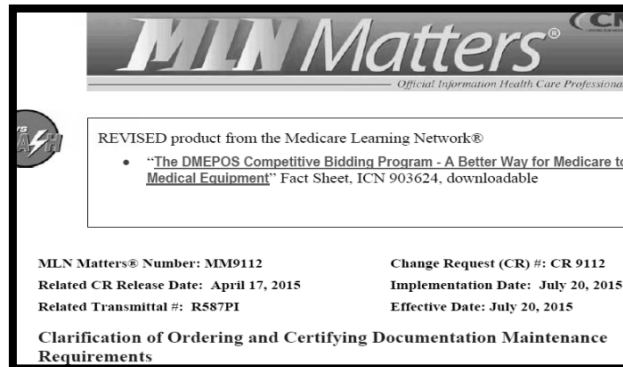 MLN Matters®
Official Information Health Care
REVISED product from the Medicare Learning Network®
• “The DMEPOS Competitive Bidding Program - A Better Way for Medicare to
Medical Equipment” Fact Sheet, ICN 903624, downloadable
MLN Matters® Number: MM9112
Change Request (CR) #: CR 9112
Related CR Release Date: April 17, 2015
Implementation Date: July 20, 2015
Related Transmittal #: R587PI
Effective Date: July 20, 2015
Clarification of Ordering and Certifying Documentation Maintenance
Requirements